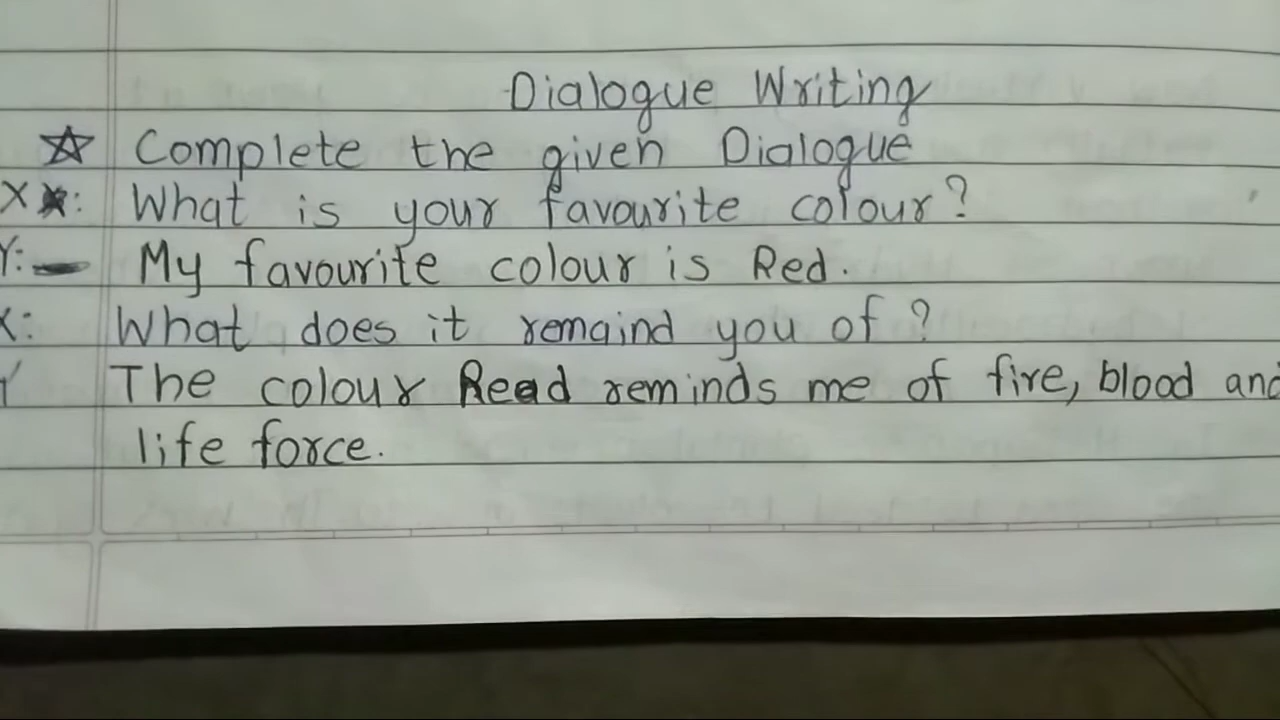 Dialogue Writing
☆ Complete the given Dialogue
X : What is your favourite colour?
Y:- My favourite colour is Red.
X: What does it remaind you of ?
Y The colour Read reminds me of fire, blood and
life force.